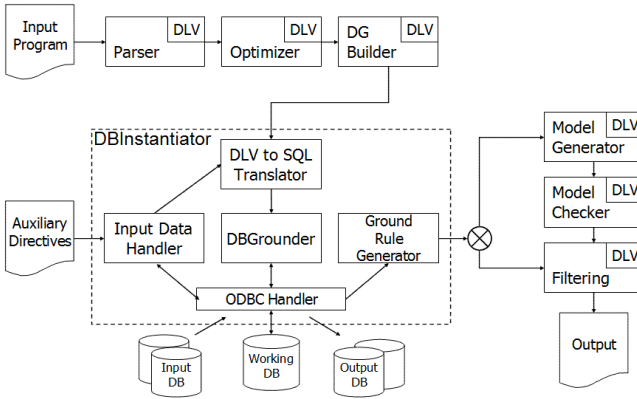 Input
Program
DLV
Parser
DLV
Optimizer
DG
DLV
Builder
DBInstantiator
DLV to SQL
Translator
Auxiliary
Directives
Input Data
Handler
DBGrounder
Ground
Rule
Generator
ODBC Handler
Input
DB
Working
DB
Output
DB
Model
DLV
Generator
DLV
Model
Checker
DLV
Filtering
Output